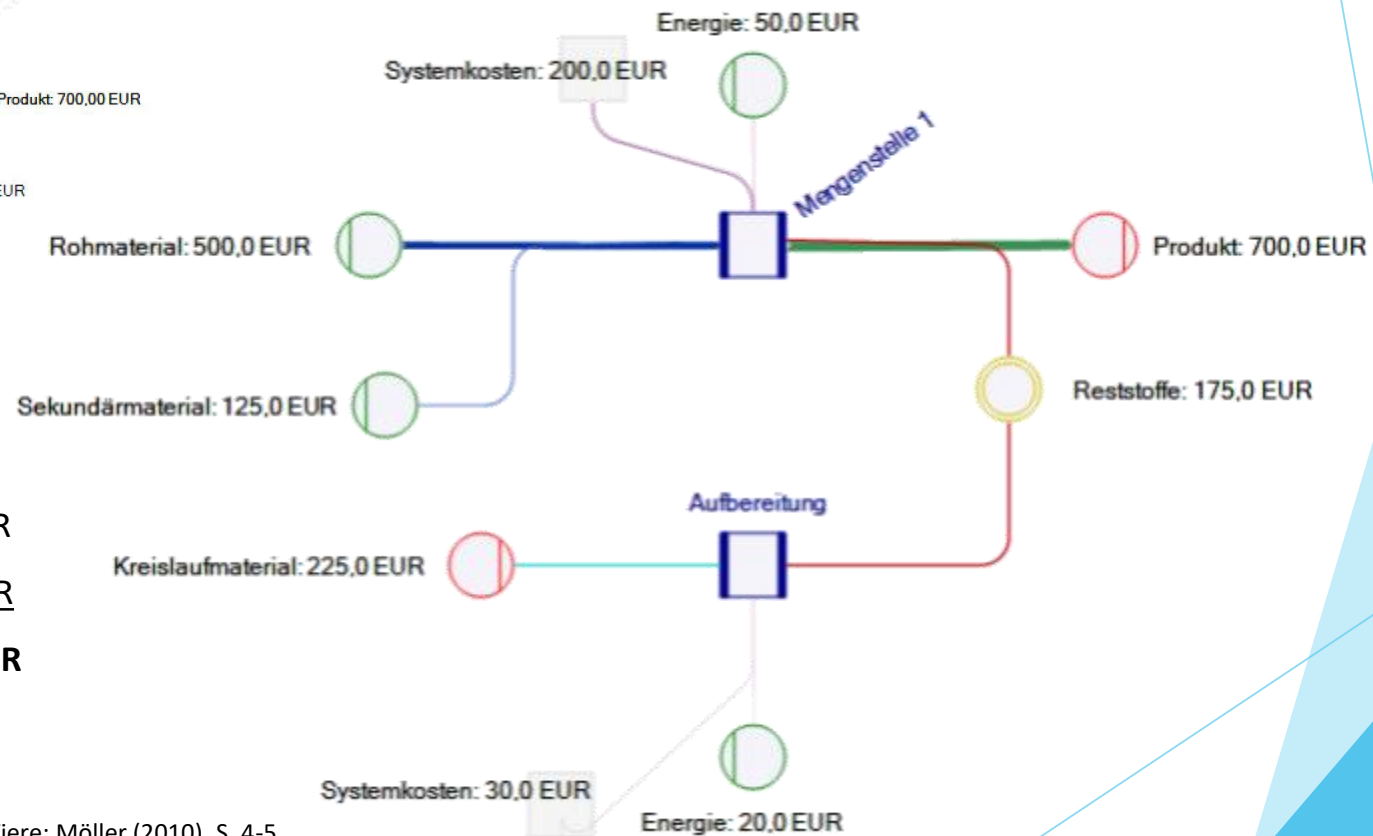 Energie: 50,0 EUR
Systemkosten: 200,0 EUR
Produkt: 700,00 EUR
Mengenstelle 1
EUR
Rohmaterial: 500,0 EUR
Produkt: 700,0 EUR
Reststoffe: 175,0 EUR
Sekundärmaterial: 125,0 EUR
Aufbereitung
R
Kreislaufmaterial: 225,0 EUR
R
R
Systemkosten: 30,0 EUR
Energie: 20,0 EUR
iere; Möller (2010), S. 4-5